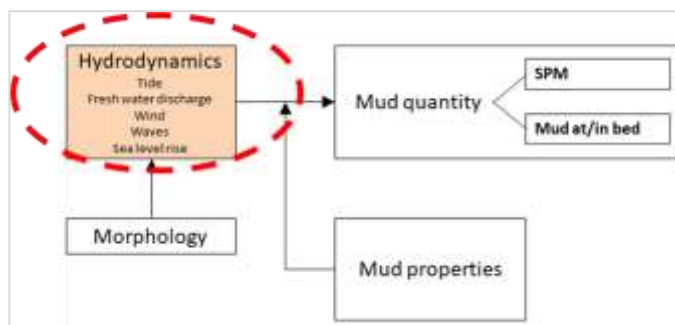 Hydrodynamics
Tide
Fresh water discharge
Wind
Waves
Sea level rise
Mud quantity
SPM
Mud at/in bed
Morphology
Mud properties